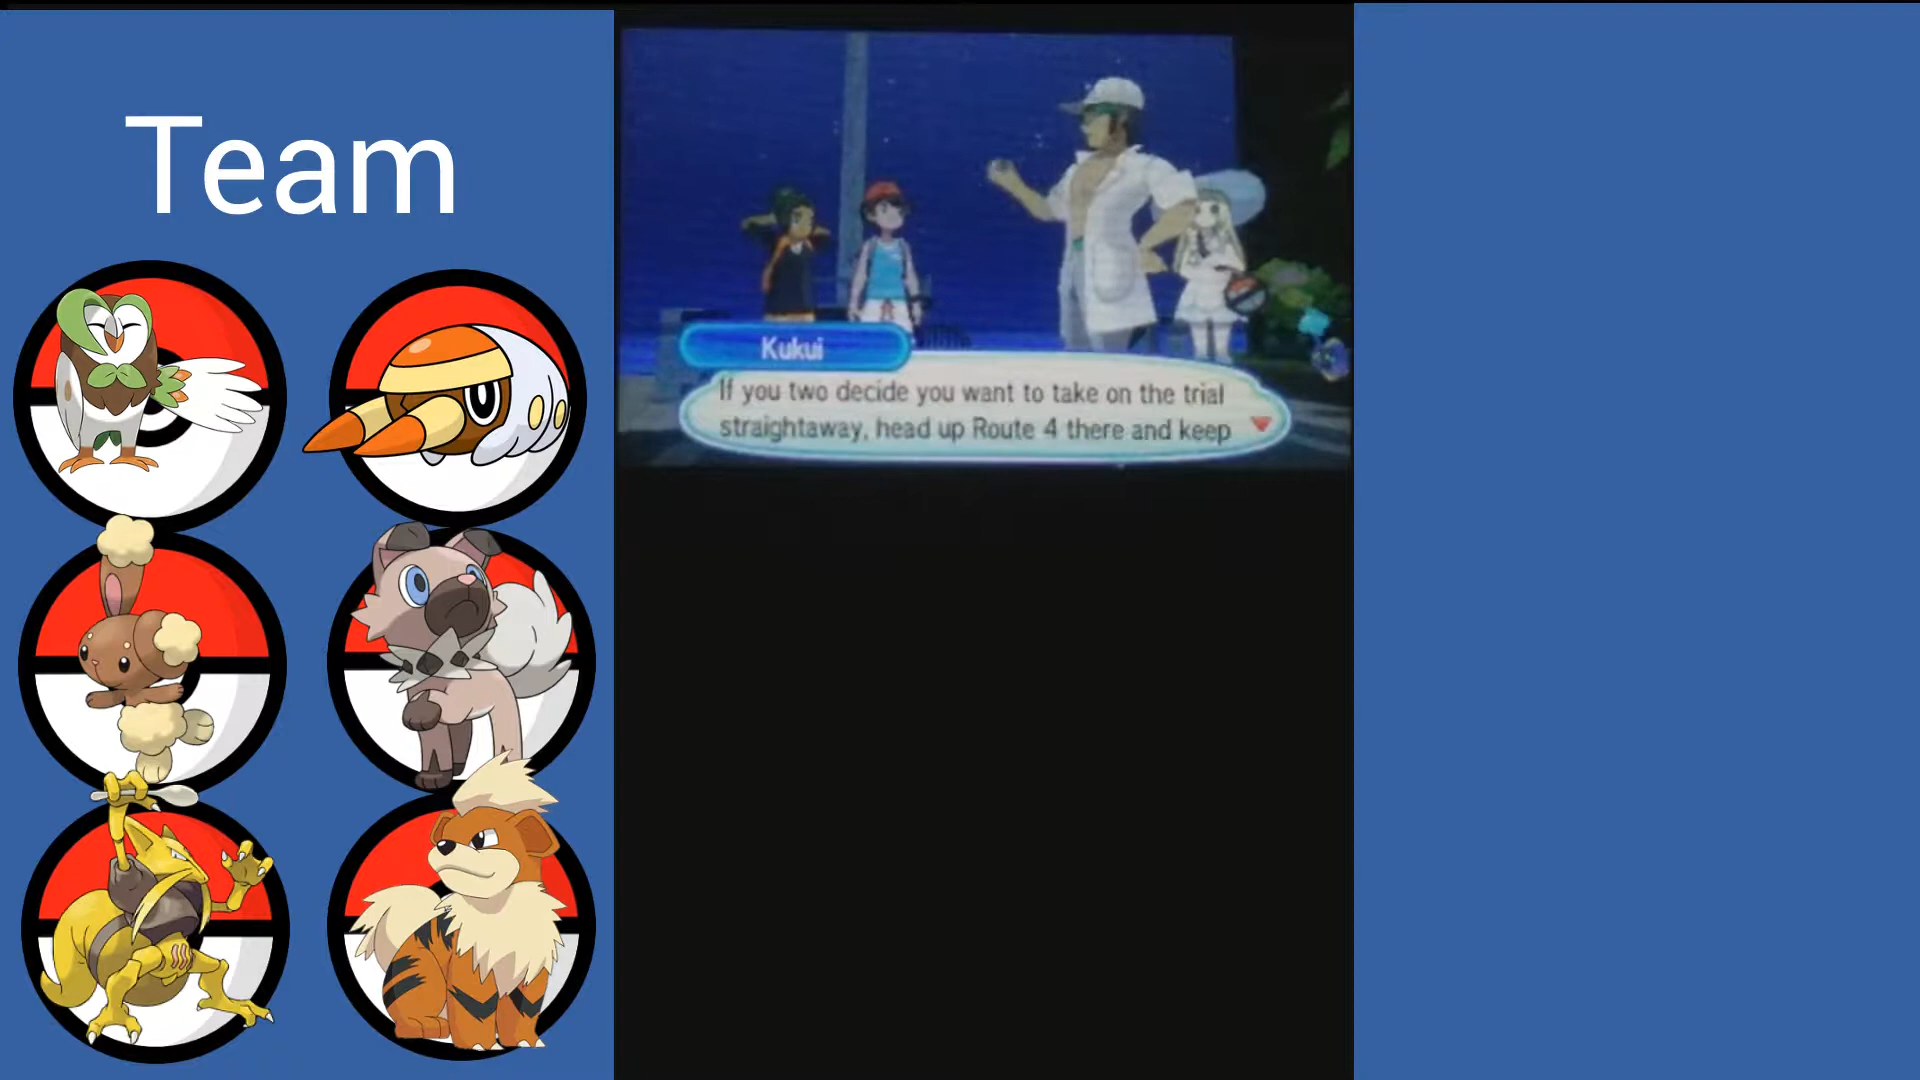 Team
Kukui
If you two decide you want to take on the trial
straightaway, head up Route 4 there and keep